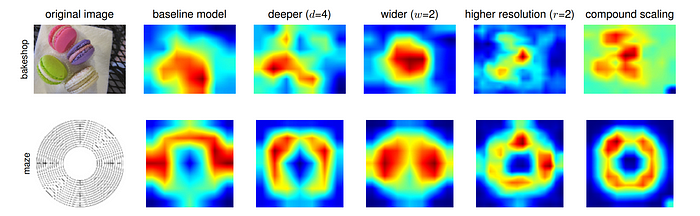 original image baseline model deeper (d=4) wider (w=2) higher resolution (r=2) compound scaling
bakeshop
maze